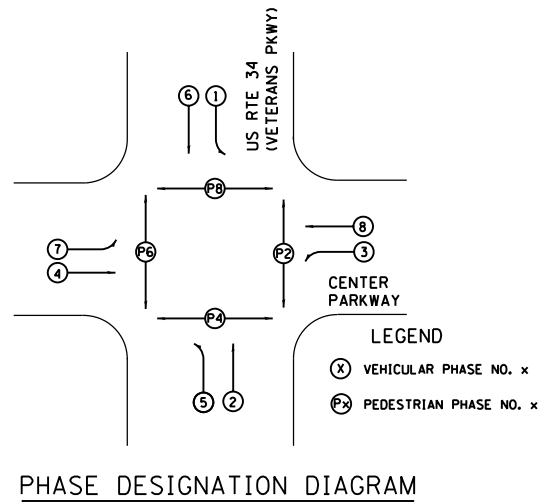 US RTE 34
(VETERANS PKWY)
6
1
P8
7
P6
P2
8
4
3
CENTER
PARKWAY
P4
LEGEND
X VEHICULAR PHASE NO. x
Px PEDESTRIAN PHASE NO. x
5
2
PHASE DESIGNATION DIAGRAM